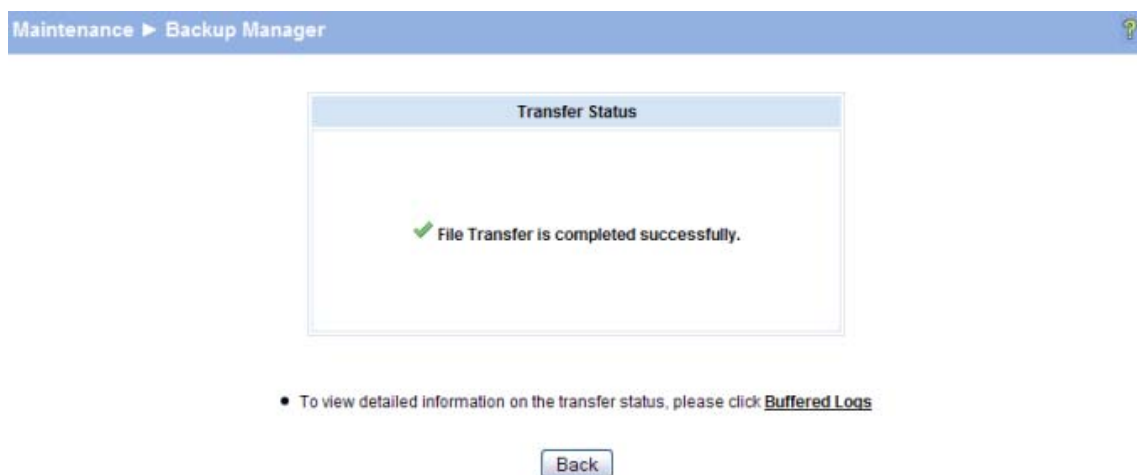 Maintenance ► Backup Manager
?
Transfer Status
File Transfer is completed successfully.
• To view detailed information on the transfer status, please click Buffered Logs
Back